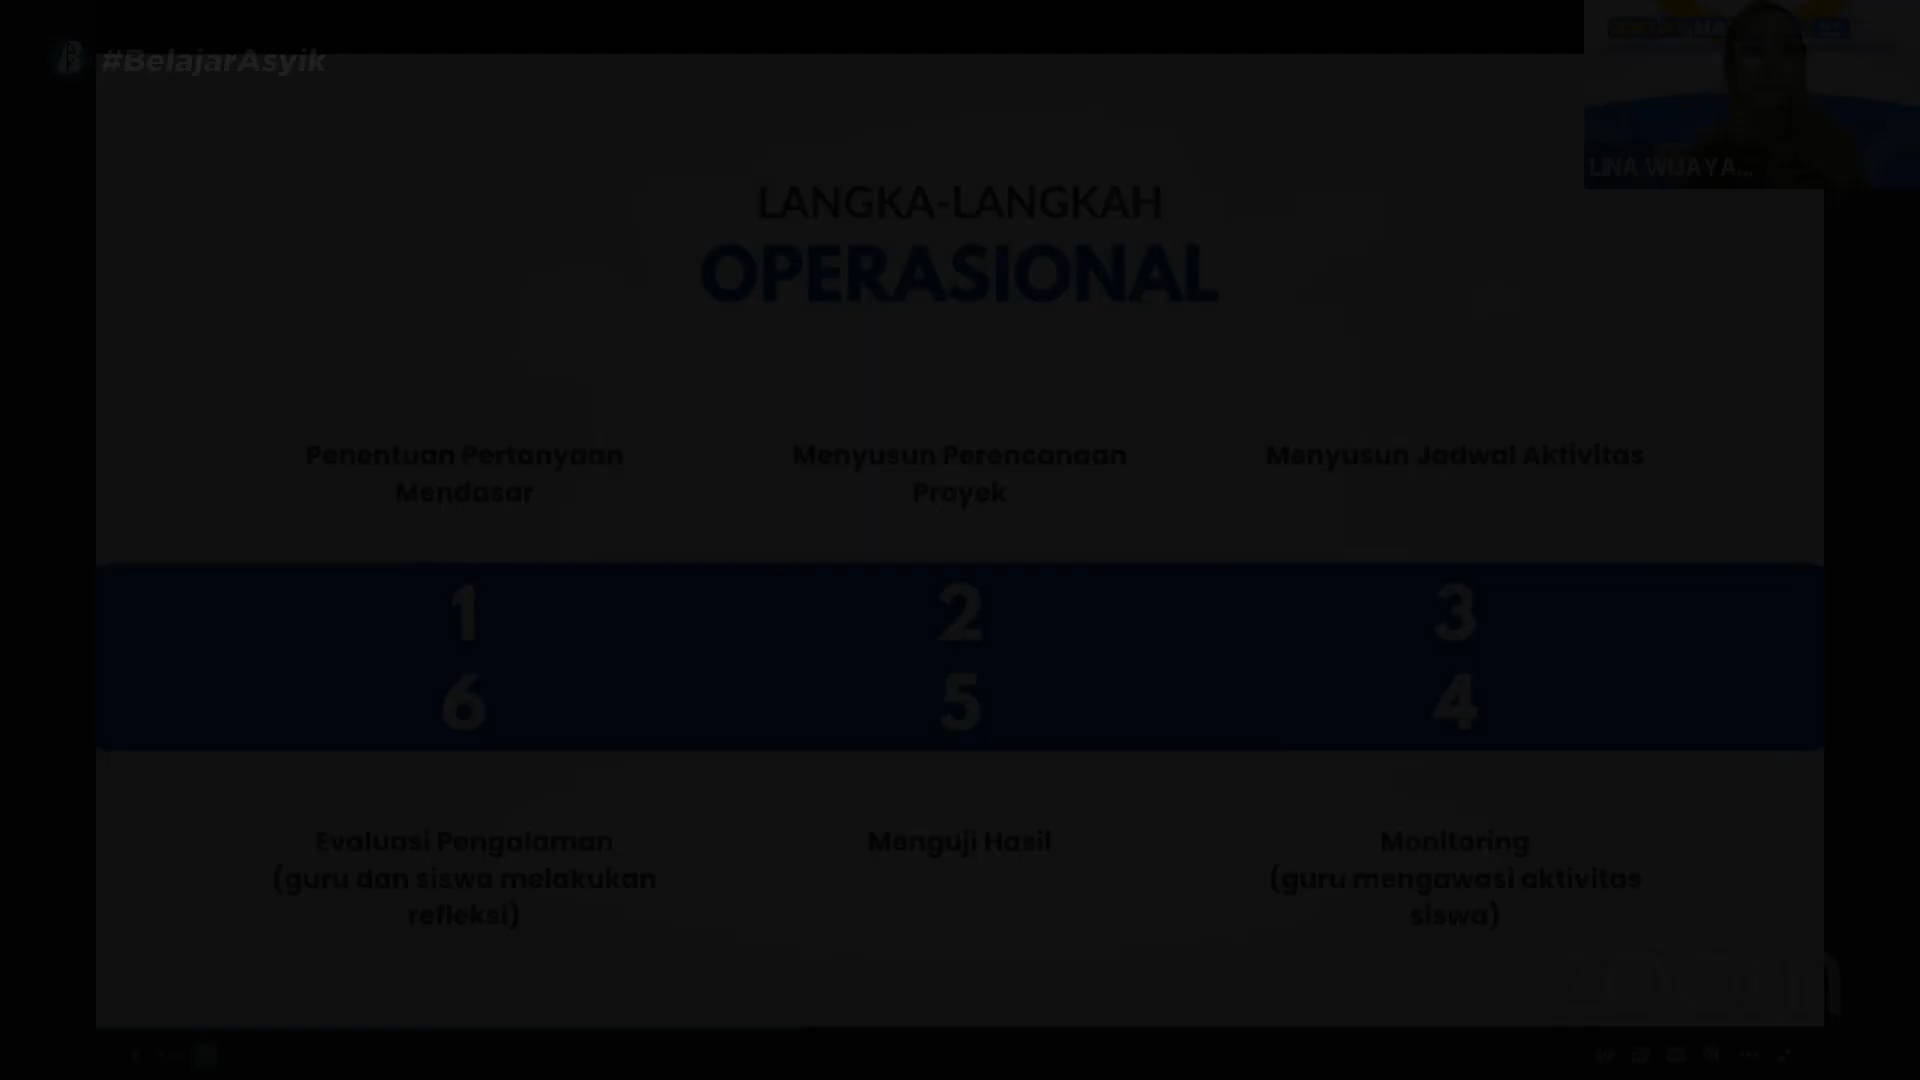 #BelajarAsyik
LINA WIJAYA...
LANGKA-LANGKAH
OPERASIONAL
Penentuan Pertanyaan
Mendasar
Menyusun Perencanaan
Proyek
Menyusun Jadwal Aktivitas
1
2
3
6
5
4
Evaluasi Pengalaman
(guru dan siswa melakukan
refleksi)
Menguji Hasil
Monitoring
(guru mengawasi aktivitas
siswa)
zoom